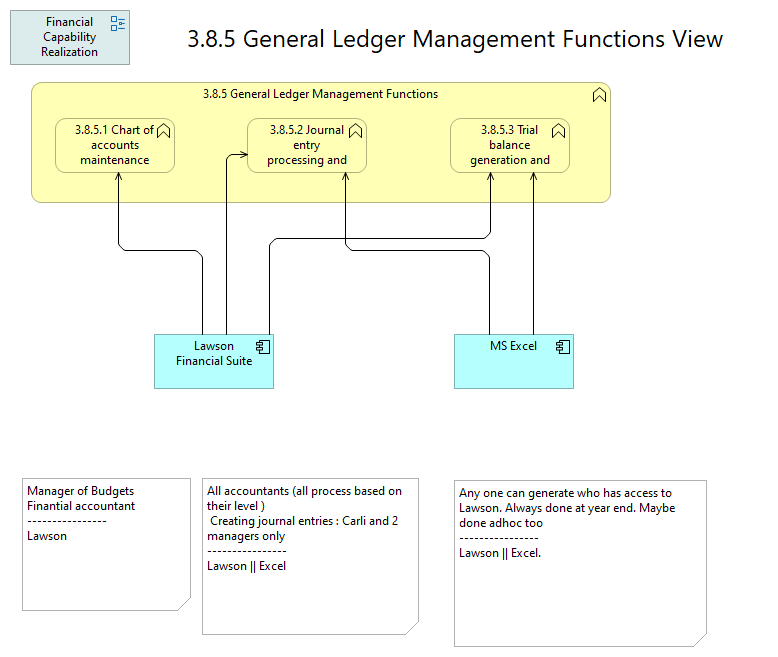 Financial
Capability
Realization
3.8.5 General Ledger Management Functions View
3.8.5 General Ledger Management Functions
3.8.5.1 Chart of
accounts
maintenance
3.8.5.2 Journal
entry
processing and
3.8.5.3 Trial
balance
generation and
Lawson
Financial Suite
MS Excel
Manager of Budgets
Finantial accountant
----------------
Lawson
All accountants (all process based on
their level )
Creating journal entries : Carli and 2
managers only
----------------
Lawson || Excel
Any one can generate who has access to
Lawson. Always done at year end. Maybe
done adhoc too
----------------
Lawson || Excel.